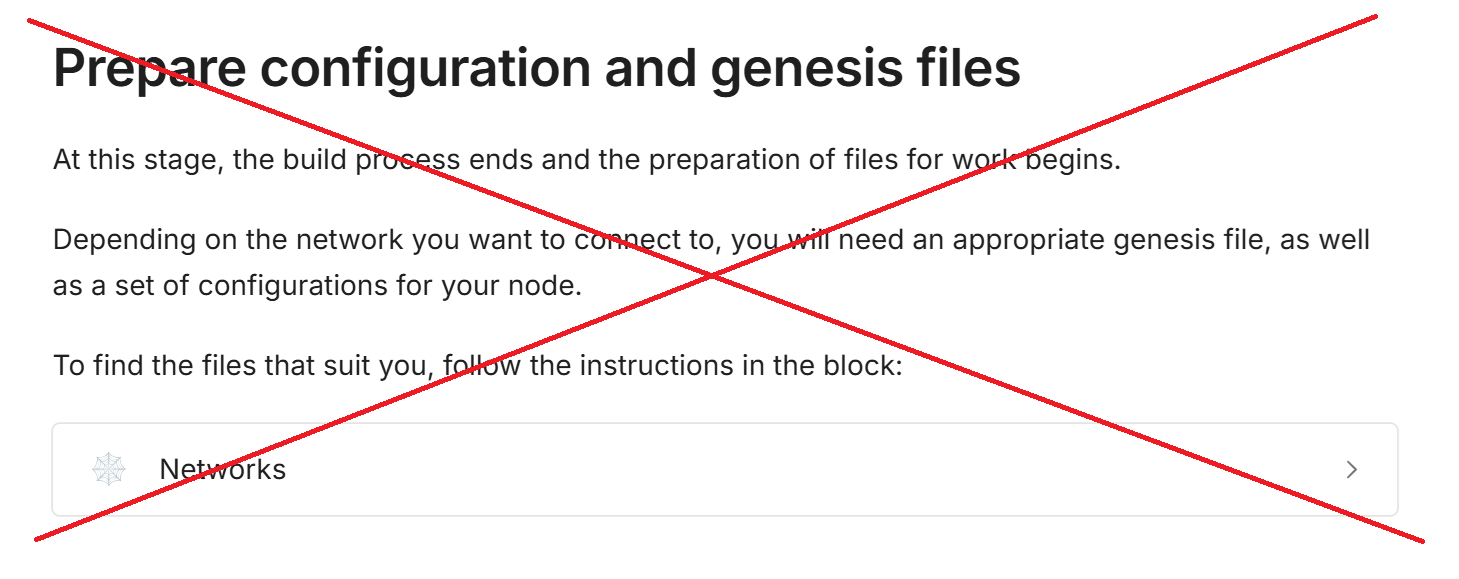 Prepare configuration and genesis files
At this stage, the build process ends and the preparation of files for work begins.
Depending on the network you want to connect to, you will need an appropriate genesis file, as well
as a set of configurations for your node.
To find the files that suit you, follow the instructions in the block:
Networks